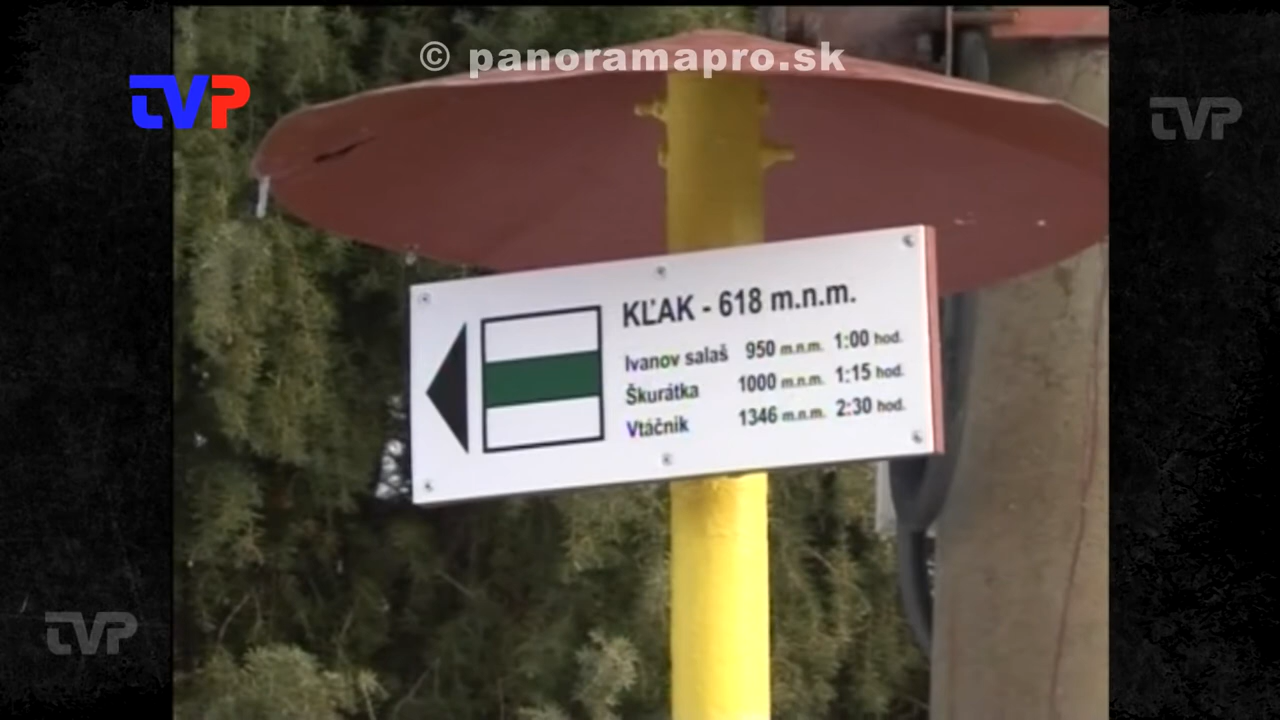 © panoramapro.sk
TVP
TVP
KĽAK - 618 m.n.m.
Ivanov salaš 950 m.n.m. 1:00 hod.
Škurátka 1000 m.n.m. 1:15 hod.
Vtáčnik 1346 m.n.m. 2:30 hod.
TVP